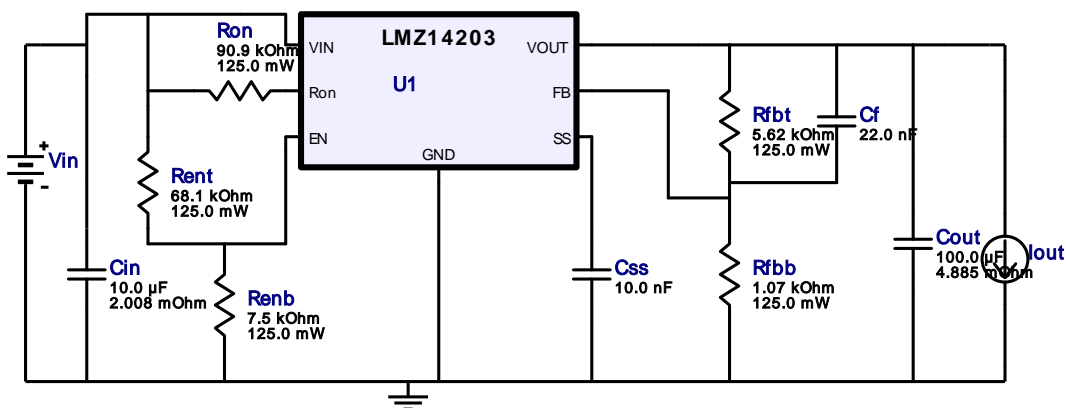 LMZ14203
U1
VIN
Ron
EN
GND
VOUT
FB
SS
Ron
90.9 kOhm
125.0 mW
+
Vin
-
Rent
68.1 kOhm
125.0 mW
Cin
10.0 µF
2.008 mOhm
Renb
7.5 kOhm
125.0 mW
Css
10.0 nF
Rfbt
5.62 kOhm
125.0 mW
Cf
22.0 nF
Rfbb
1.07 kOhm
125.0 mW
Cout
100.0 µF
4.885 mOhm
Iout